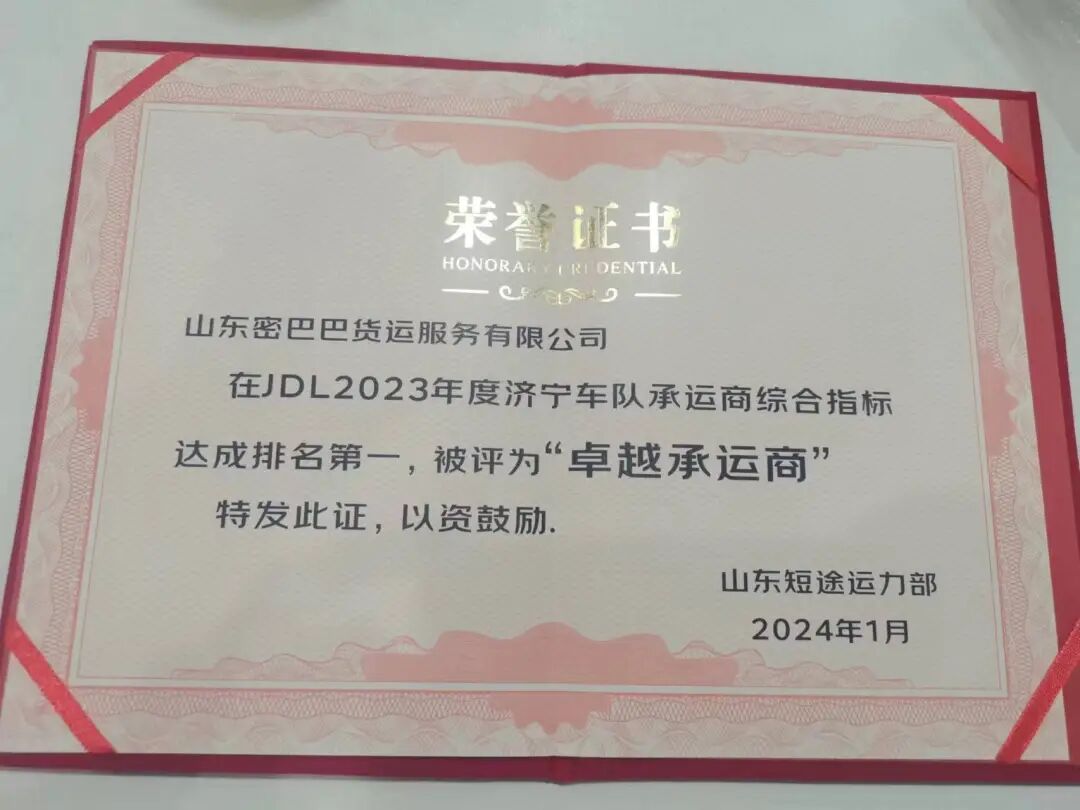 荣誉证书
HONORARY CRUDENTIAL
山东密巴巴货运服务有限公司
在JDL2023年度济宁车队承运商综合指标
达成排名第一，被评为“卓越承运商”
特发此证，以资鼓励.
山东短途运力部
2024年1月